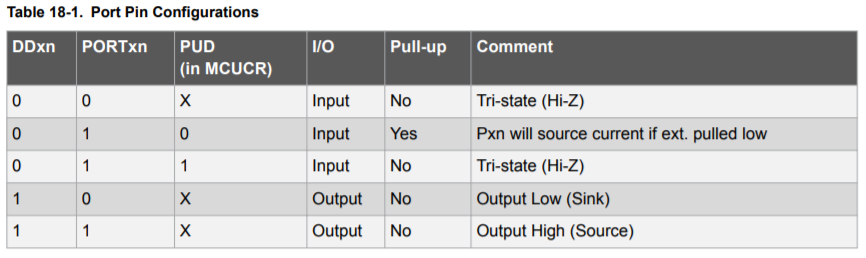 Table 18-1. Port Pin Configurations
DDxn PORTxn PUD I/O Pull-up Comment
(in MCUCR)
0 0 X Input No Tri-state (Hi-Z)
0 1 0 Input Yes Pxn will source current if ext. pulled low
0 1 1 Input No Tri-state (Hi-Z)
1 0 X Output No Output Low (Sink)
1 1 X Output No Output High (Source)